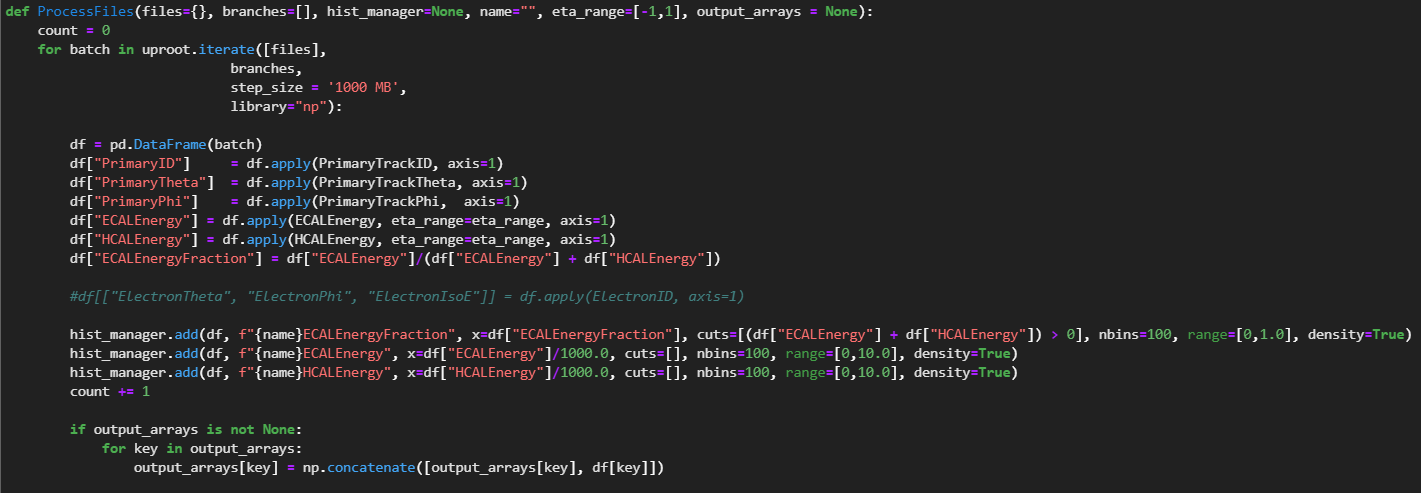 def ProcessFiles(files={}, branches=[], hist_manager=None, name="", eta_range=[-1,1], output_arrays = None):
    count = 0
    for batch in uproot.iterate([files],
                            branches,
                            step_size = '1000 MB',
                            library="np"):

        df = pd.DataFrame(batch)
        df["PrimaryID"]     = df.apply(PrimaryTrackID, axis=1)
        df["PrimaryTheta"]  = df.apply(PrimaryTrackTheta, axis=1)
        df["PrimaryPhi"]    = df.apply(PrimaryTrackPhi,  axis=1)
        df["ECALEnergy"] = df.apply(ECALEnergy, eta_range=eta_range, axis=1)
        df["HCALEnergy"] = df.apply(HCALEnergy, eta_range=eta_range, axis=1)
        df["ECALEnergyFraction"] = df["ECALEnergy"]/(df["ECALEnergy"] + df["HCALEnergy"])

        #df[["ElectronTheta", "ElectronPhi", "ElectronIsoE"]] = df.apply(ElectronID, axis=1)

        hist_manager.add(df, f"{name}ECALEnergyFraction", x=df["ECALEnergyFraction"], cuts=[(df["ECALEnergy"] + df["HCALEnergy"]) > 0], nbins=100, range=[0,1.0], density=True)
        hist_manager.add(df, f"{name}ECALEnergy", x=df["ECALEnergy"]/1000.0, cuts=[], nbins=100, range=[0,10.0], density=True)
        hist_manager.add(df, f"{name}HCALEnergy", x=df["HCALEnergy"]/1000.0, cuts=[], nbins=100, range=[0,10.0], density=True)
        count += 1

        if output_arrays is not None:
            for key in output_arrays:
                output_arrays[key] = np.concatenate([output_arrays[key], df[key]])